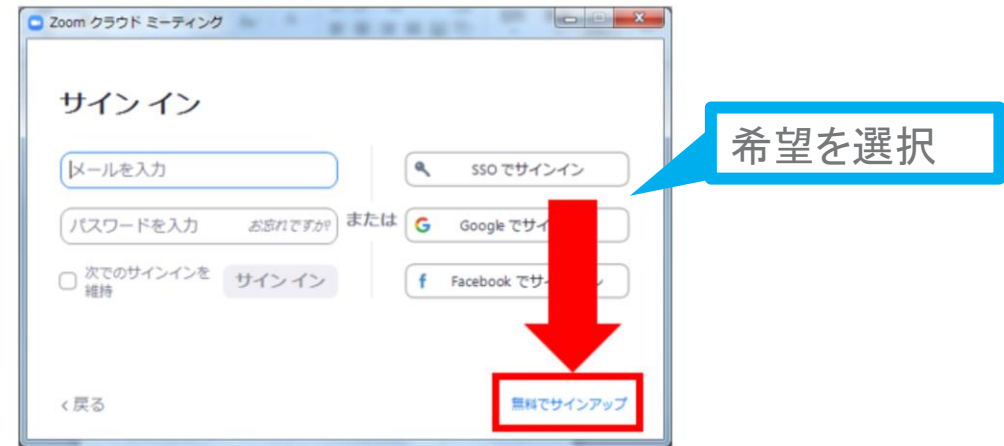 Zoom クラウド ミーティング
サイン イン
メールを入力
パスワードを入力 お忘れですか?
次でのサインインを
維持
サイン イン
または
SSO でサインイン
Google でサイ
Facebook でサ
希望を選択
く戻る
無料でサインアップ